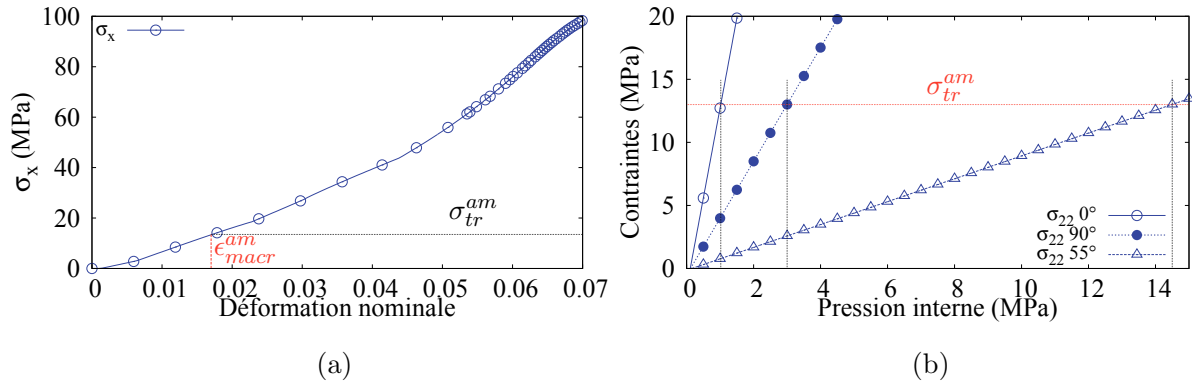 σx
100
80
60
40
20
0
σx (MPa)
σtr^am
ϵmacr^am
0 0.01 0.02 0.03 0.04 0.05 0.06 0.07
Déformation nominale
(a)
20
15
10
5
0
Contraintes (MPa)
σtr^am
σ22 0°
σ22 90°
σ22 55°
0 2 4 6 8 10 12 14
Pression interne (MPa)
(b)